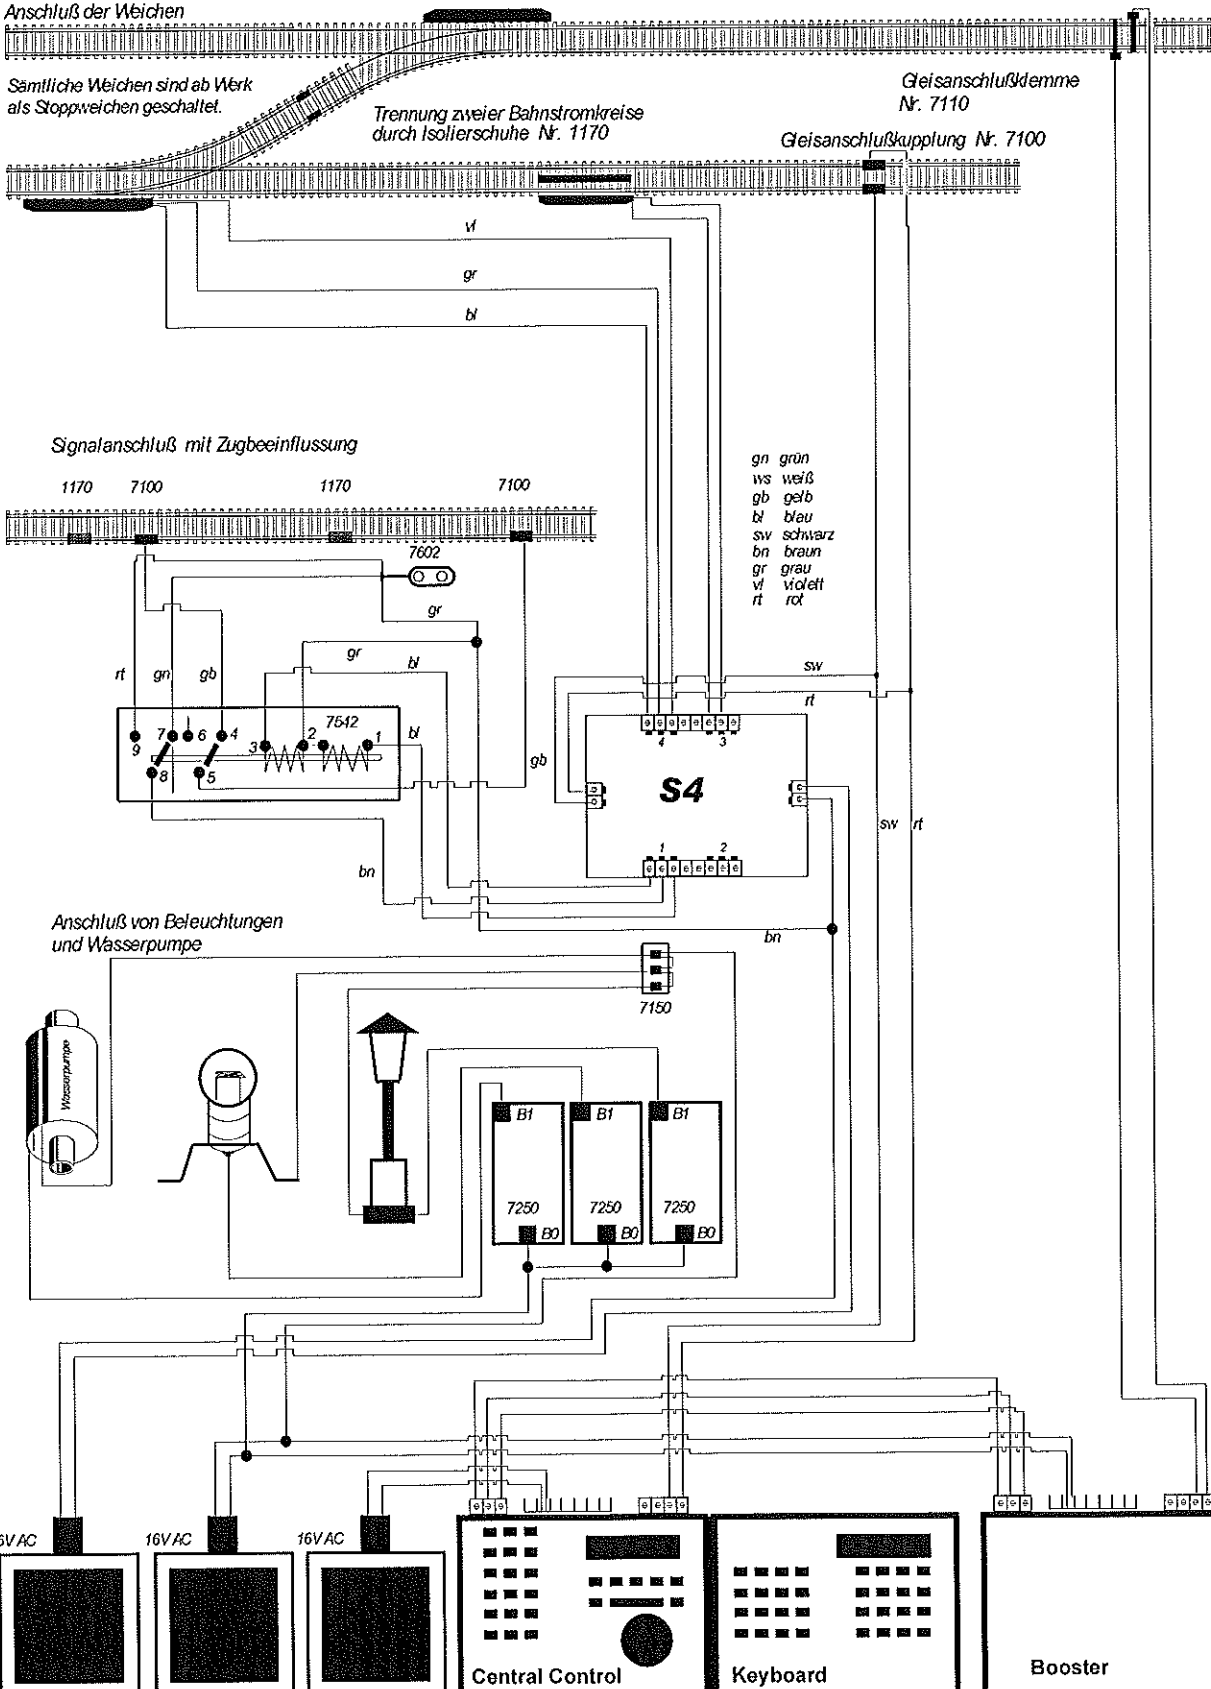 Anschluß der Weichen
Sämtliche Weichen sind ab Werk
als Stoppweichen geschaltet.
Trennung zweier Bahnstromkreise
durch Isolierschuhe Nr. 1170
Gleisanschlußklemme
Nr. 7110
Gleisanschlußkupplung Nr. 7100
vl
gr
bl
Signalanschluß mit Zugbeeinflussung
1170 7100 1170 7100
7602
gn grün
ws weiß
gb gelb
bl blau
sw schwarz
bn braun
gr grau
vl violett
rt rot
gr
gr
bl
rt gn gb
sw
rt
9 7 6 4 3 2 7542 1
bl
8 5
4 3
gb
S4
sw rt
1 2
bn
bn
Anschluß von Beleuchtungen
und Wasserpumpe
7150
Wasserpumpe
B1 B1 B1
7250 7250 7250
B0 B0 B0
6V AC 16V AC 16V AC
Central Control Keyboard Booster